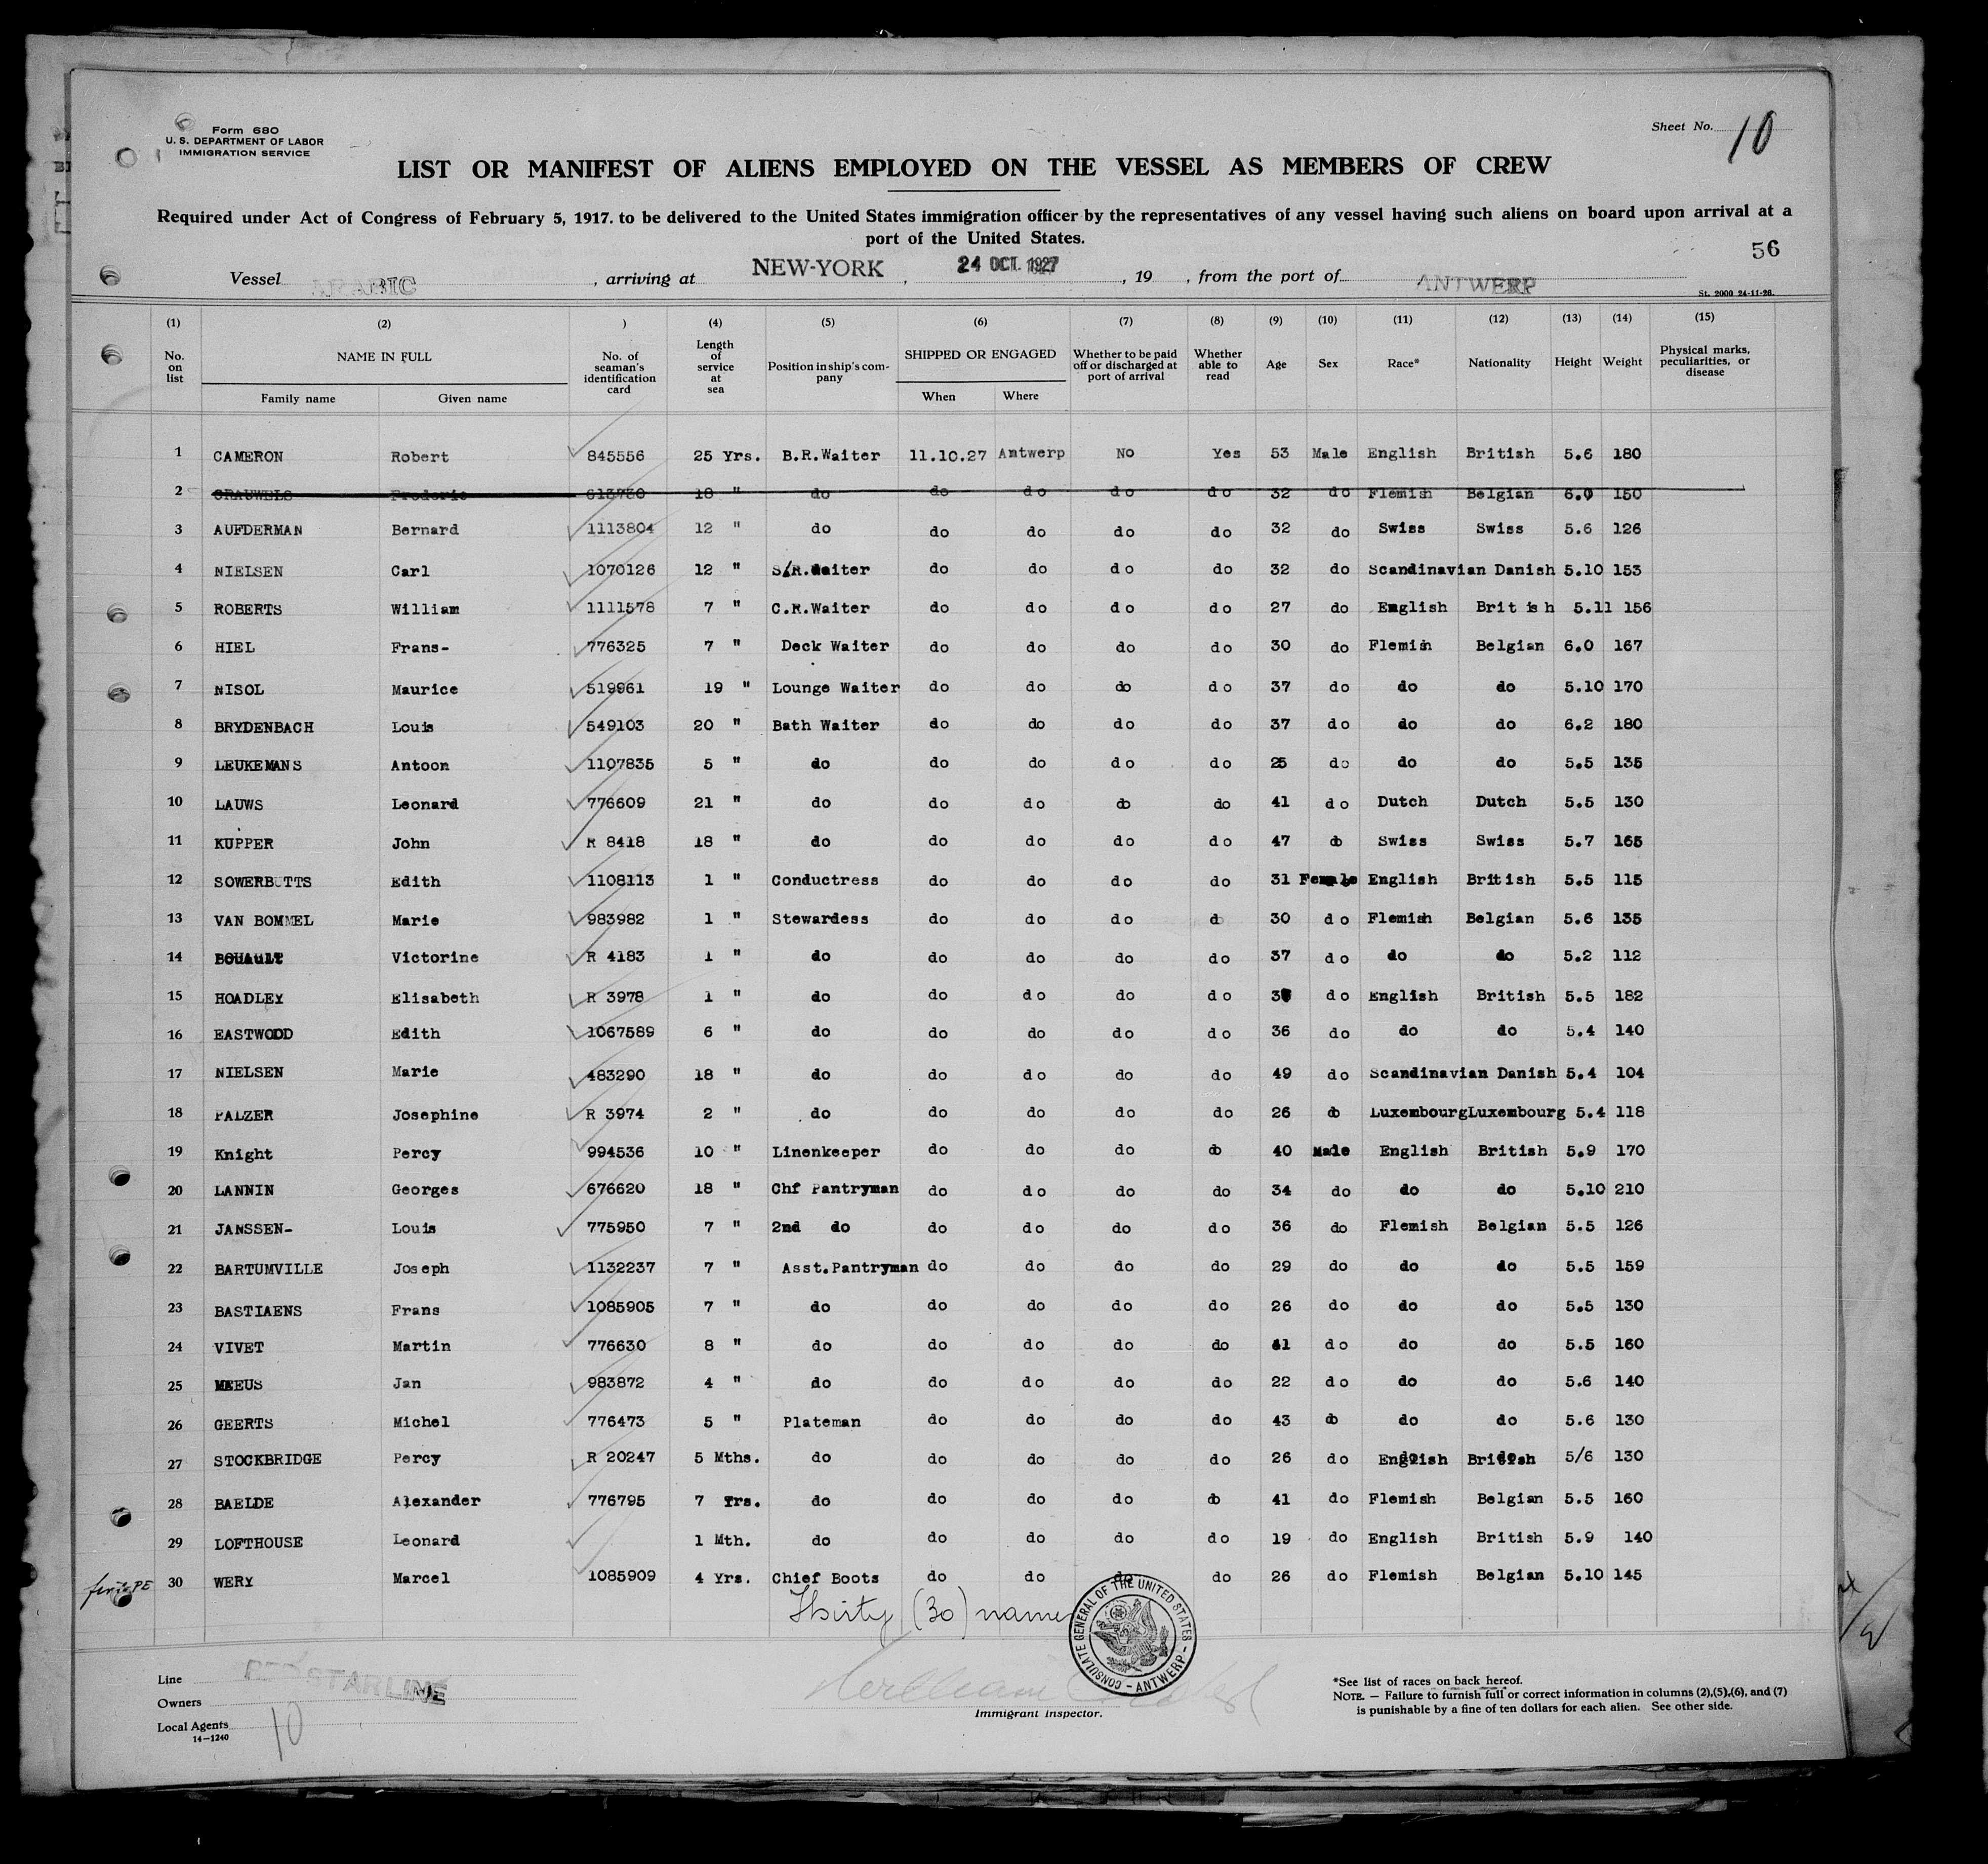 Form 680
U. S. DEPARTMENT OF LABOR
IMMIGRATION SERVICE
Sheet No. 10
LIST OR MANIFEST OF ALIENS EMPLOYED ON THE VESSEL AS MEMBERS OF CREW
Required under Act of Congress of February 5, 1917. to be delivered to the United States immigration officer by the representatives of any vessel having such aliens on board upon arrival at a
port of the United States.
56
Vessel ARABIC, arriving at NEW-YORK, 24 OCT. 1927, 19 , from the port of ANTWERP
St. 2000 24-11-26.
(1) (2) ) (4) (5) (6) (7) (8) (9) (10) (11) (12) (13) (14) (15)
No. on list NAME IN FULL Family name Given name No. of seaman's identification card Length of service at sea Position in ship's company SHIPPED OR ENGAGED When Where Whether to be paid off or discharged at port of arrival Whether able to read Age Sex Race* Nationality Height Weight Physical marks, peculiarities, or disease
1 CAMERON Robert 845556 25 Yrs. B.R.Waiter 11.10.27 Antwerp No Yes 53 Male English British 5.6 180
2 GRAUWELS Frederic 613730 18 " do do do do do 32 do Flemish Belgian 6.0 150
3 AUFDERMAN Bernard 1113804 12 " do do do do do 32 do Swiss Swiss 5.6 126
4 NIELSEN Carl 1070126 12 " S/R.Waiter do do do do 32 do Scandinavian Danish 5.10 153
5 ROBERTS William 1111578 7 " C.R.Waiter do do do do 27 do English British 5.11 156
6 HIEL Frans- 776325 7 " Deck Waiter do do do do 30 do Flemish Belgian 6.0 167
7 NISOL Maurice 519961 19 " Lounge Waiter do do do do 37 do do do 5.10 170
8 BRYDENBACH Louis 549103 20 " Bath Waiter do do do do 37 do do do 6.2 180
9 LEUKEMANS Antoon 1107835 5 " do do do do do 25 do do do 5.5 135
10 LAUWS Leonard 776609 21 " do do do do do 41 do Dutch Dutch 5.5 130
11 KUPPER John R 8418 18 " do do do do do 47 do Swiss Swiss 5.7 165
12 SOWERBUTTS Edith 1108113 1 " Conductress do do do do 31 Female English British 5.5 115
13 VAN BOMMEL Marie 983982 1 " Stewardess do do do d 30 do Flemish Belgian 5.6 135
14 Victorine R 4183 1 " do do do do do 37 do do do 5.2 112
15 HOADLEY Elisabeth R 3978 1 " do do do do do do English British 5.5 182
16 EASTWOOD Edith 1067589 6 " do do do do do 36 do do do 5.4 140
17 NIELSEN Marie 483290 18 " do do do do do 49 do Scandinavian Danish 5.4 104
18 PALZER Josephine R 3974 2 " do do do do do 26 do Luxembourg Luxembourg 5.4 118
19 Knight Percy 994536 10 " Linenkeeper do do do do 40 Male English British 5.9 170
20 LANNIN Georges 676620 18 " Chf Pantryman do do do do 34 do do do 5.10 210
21 JANSSEN- Louis 775950 7 " 2nd do do do do do 36 do Flemish Belgian 5.5 126
22 BARTUMVILLE Joseph 1132237 7 " Asst.Pantryman do do do do 29 do do do 5.5 159
23 BASTIAENS Frans 1085905 7 " do do do do do 26 do do do 5.5 130
24 VIVET Martin 776630 8 " do do do do do 41 do do do 5.5 160
25 MEEUS Jan 983872 4 " do do do do do 22 do do do 5.6 140
26 GEERTS Michel 776473 5 " Plateman do do do do 43 do do do 5.6 130
27 STOCKBRIDGE Percy R 20247 5 Mths. do do do do do 26 do English British 5/6 130
28 BAELDE Alexander 776795 7 Yrs. do do do do do 41 do Flemish Belgian 5.5 160
29 LOFTHOUSE Leonard 1 Mth. do do do do do 19 do English British 5.9 140
30 WERY Marcel 1085909 4 Yrs. Chief Boots do do do do 26 do Flemish Belgian 5.10 145
Thirty (30) names
CONSULATE GENERAL OF THE UNITED STATES - ANTWERP -
Line RED STAR LINE
Owners
Local Agents
10
14-1240
Immigrant inspector.
*See list of races on back hereof.
NOTE. — Failure to furnish full or correct information in columns (2),(5),(6), and (7)
is punishable by a fine of ten dollars for each alien. See other side.